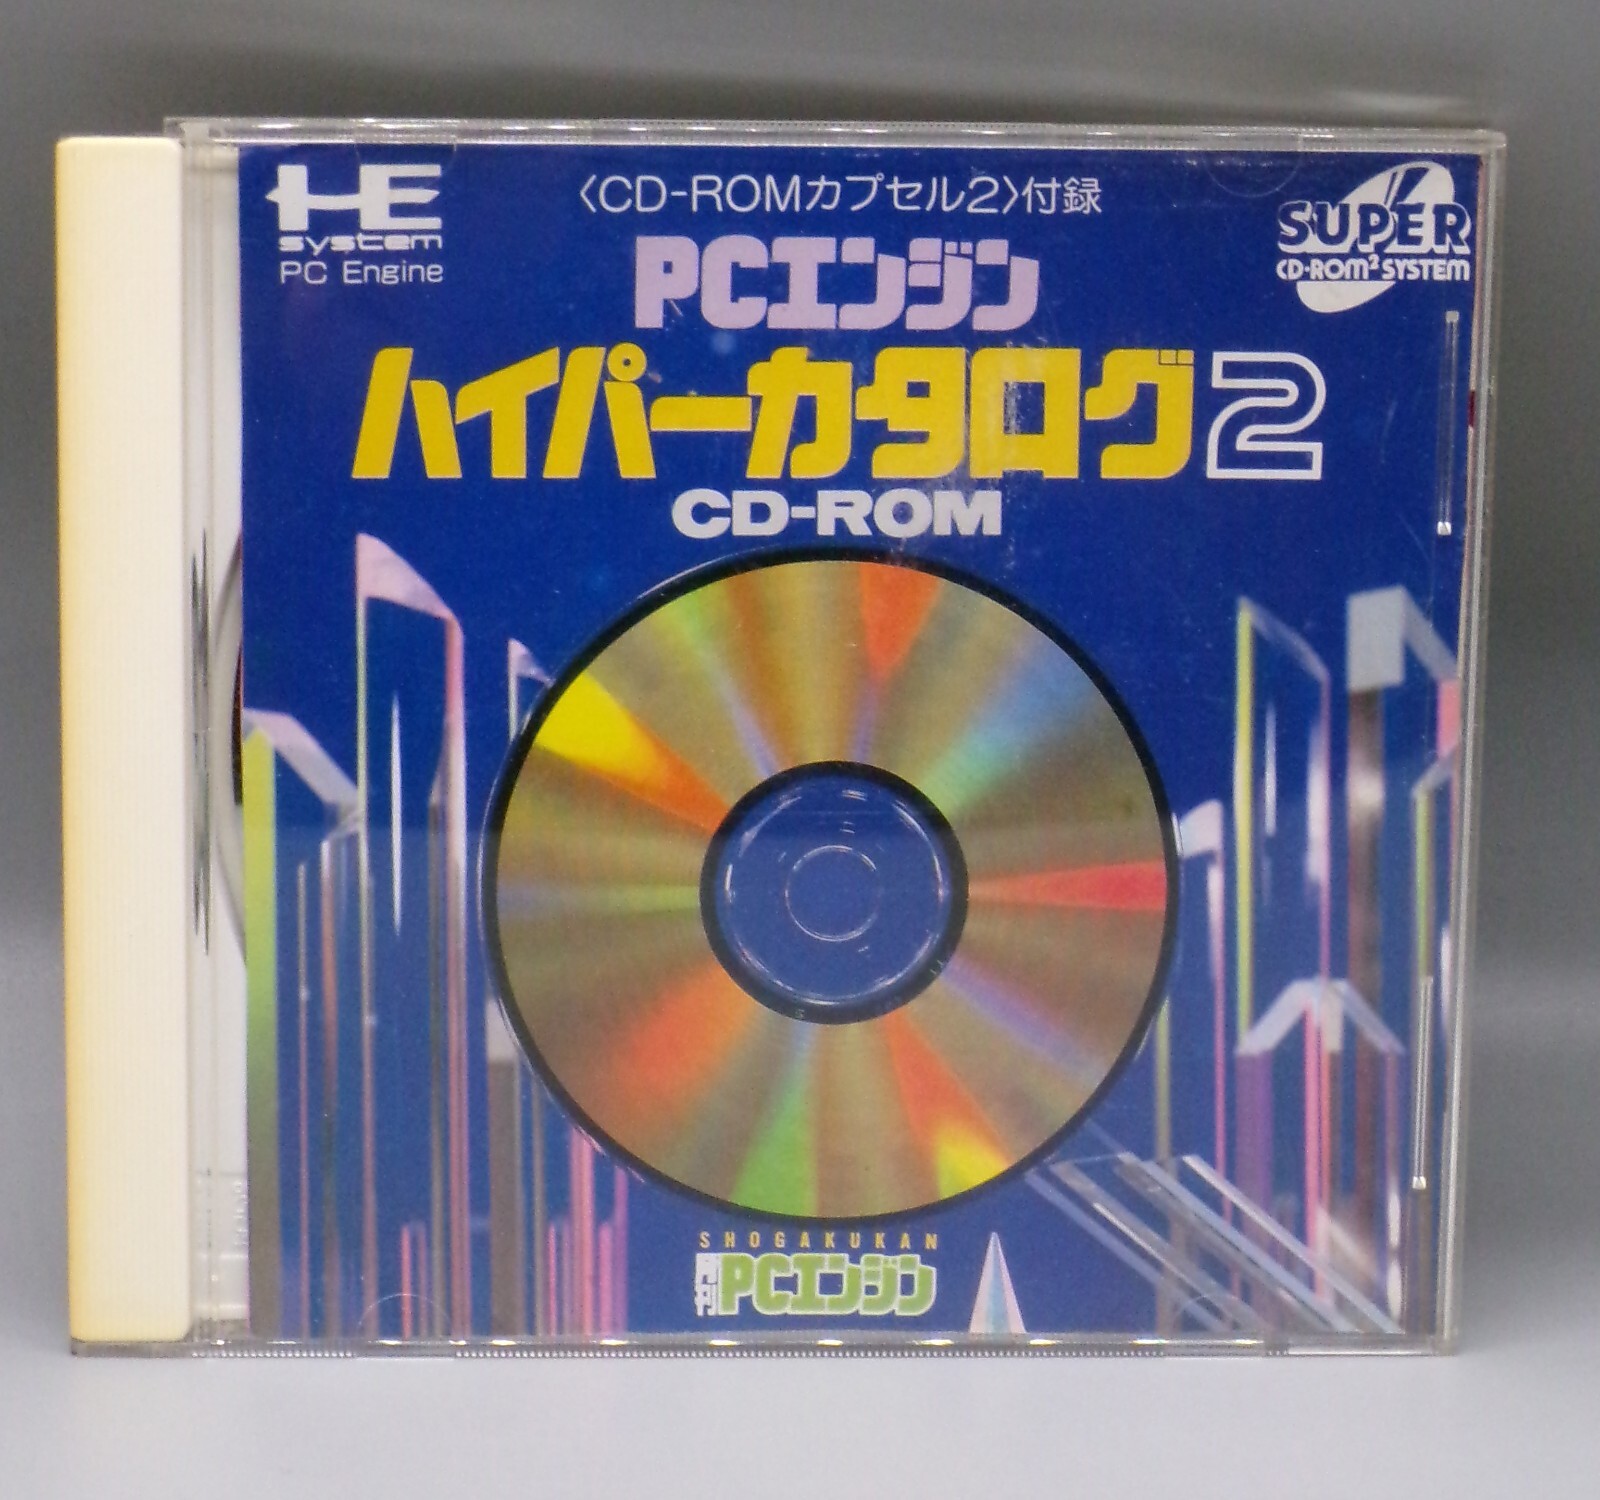 HE
system
PC Engine
〈CD-ROMカプセル2〉付録
SUPER
CD-ROM² SYSTEM
PCエンジン
ハイパーカタログ2
CD-ROM
SHOGAKUKAN
月刊PCエンジン